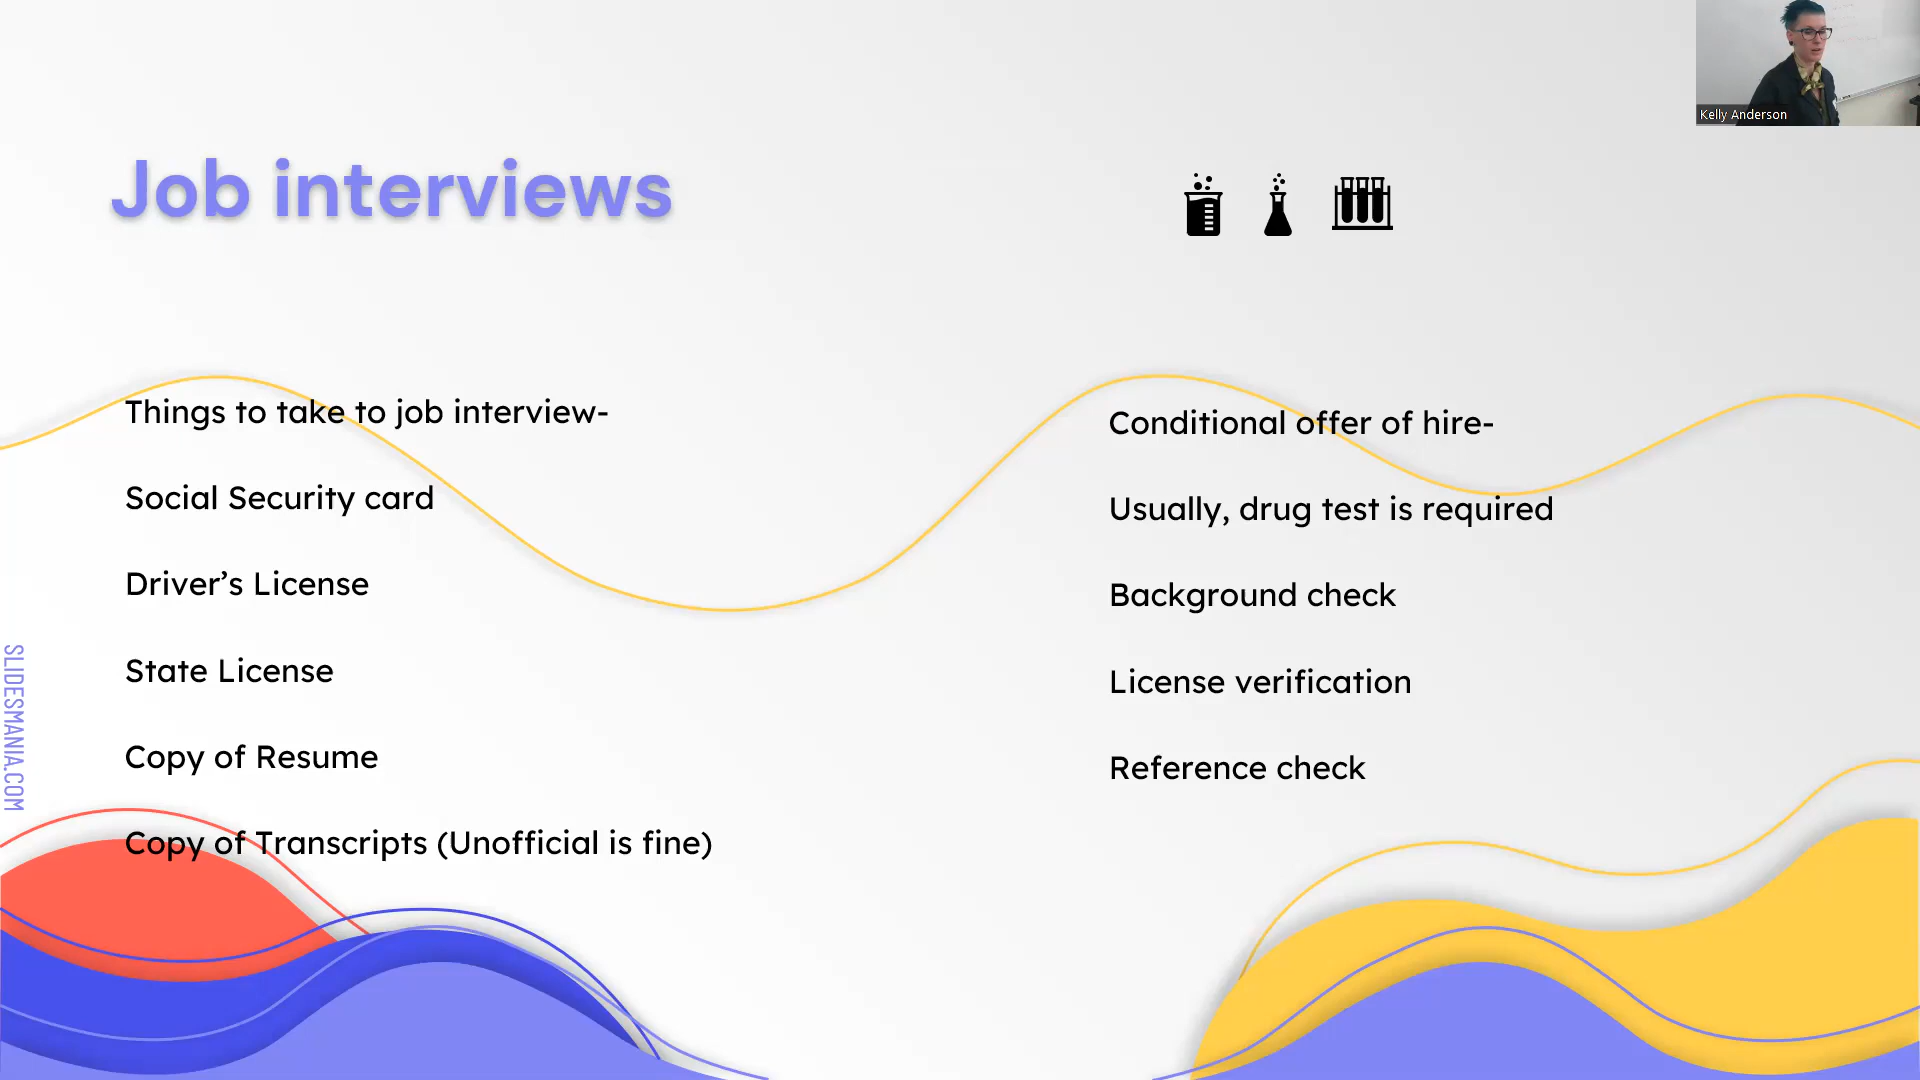 Kelly Anderson
Job interviews
Things to take to job interview-
Social Security card
Driver’s License
State License
Copy of Resume
Copy of Transcripts (Unofficial is fine)
Conditional offer of hire-
Usually, drug test is required
Background check
License verification
Reference check
SLIDESMANIA.COM